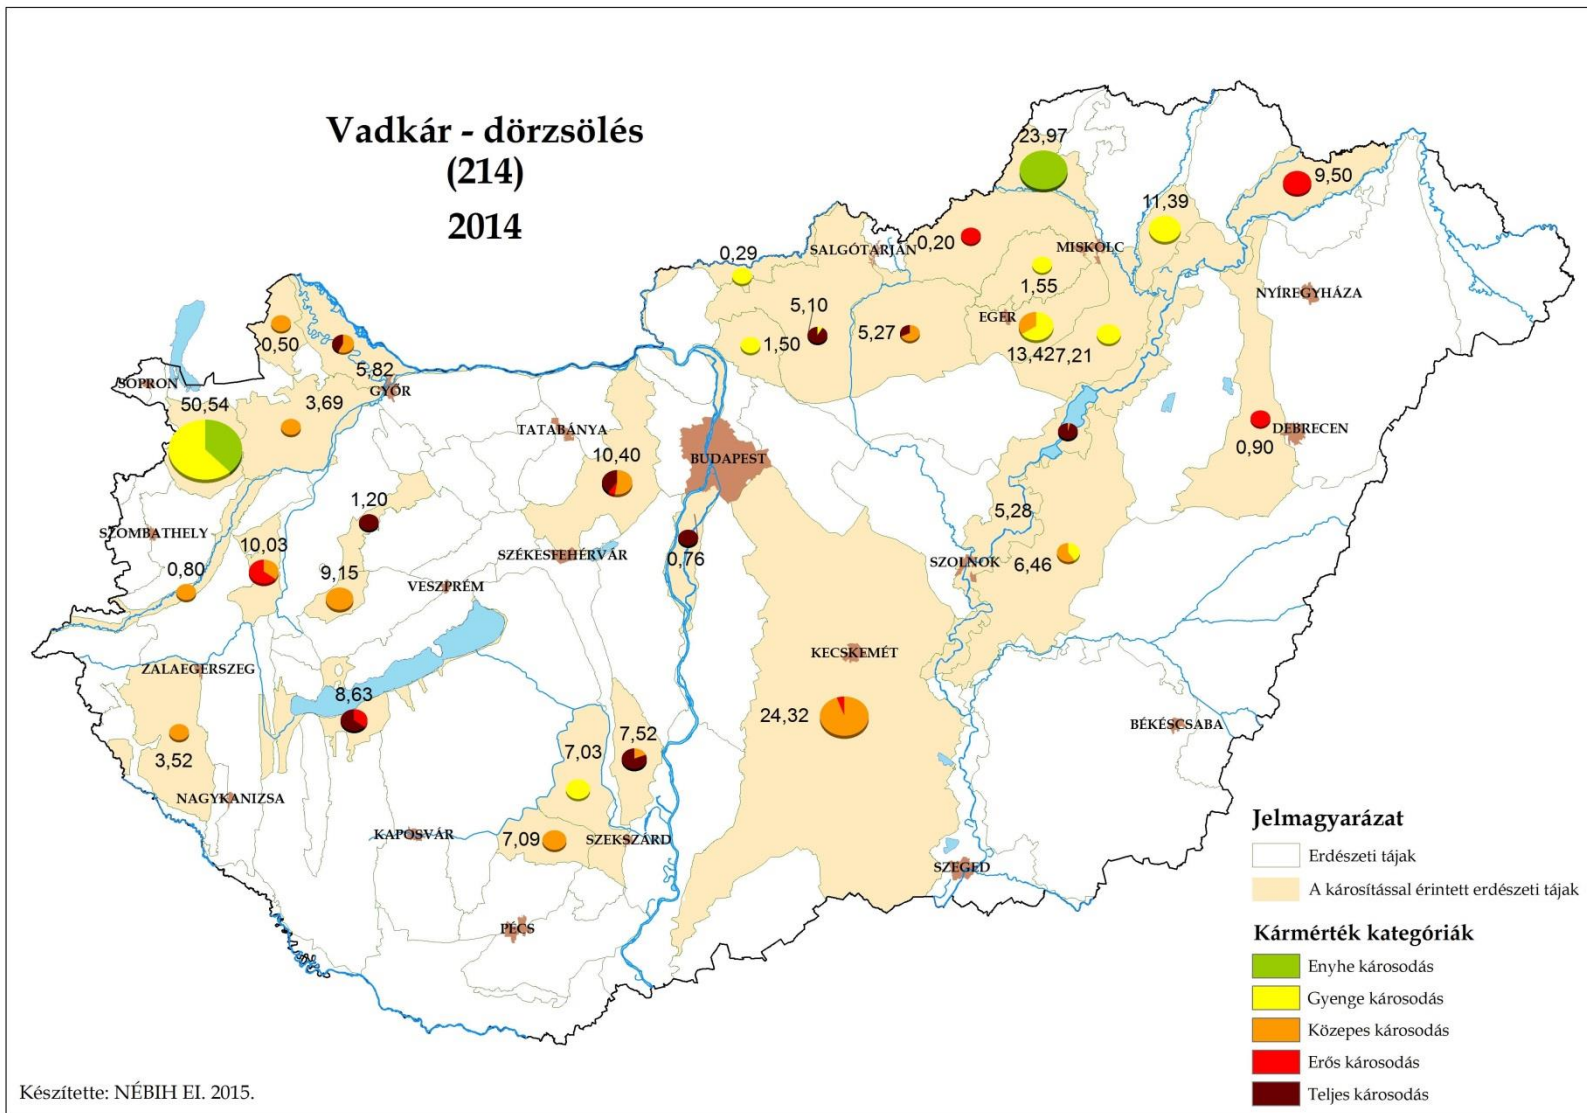 Vadkár - dörzsölés
(214)
2014
23,97
9,50
11,39
SALGÓTARJÁN
0,20
MISKOLC
0,29
1,55
NYÍREGYHÁZA
5,10
EGER
5,27
1,50
13,42
7,21
0,50
5,82
SOPRON
GYŐR
50,54
3,69
TATABÁNYA
BUDAPEST
10,40
DEBRECEN
0,90
1,20
SZOMBATHELY
10,03
SZÉKESFEHÉRVÁR
0,76
5,28
6,46
SZOLNOK
0,80
9,15
VESZPRÉM
ZALAEGERSZEG
KECSKEMÉT
8,63
24,32
BÉKÉSCSABA
3,52
7,03
7,52
NAGYKANIZSA
KAPOSVÁR
7,09
SZEKSZÁRD
SZEGED
PÉCS
Jelmagyarázat
Erdészeti tájak
A károsítással érintett erdészeti tájak
Kármérték kategóriák
Enyhe károsodás
Gyenge károsodás
Közepes károsodás
Erős károsodás
Teljes károsodás
Készítette: NÉBIH EI. 2015.